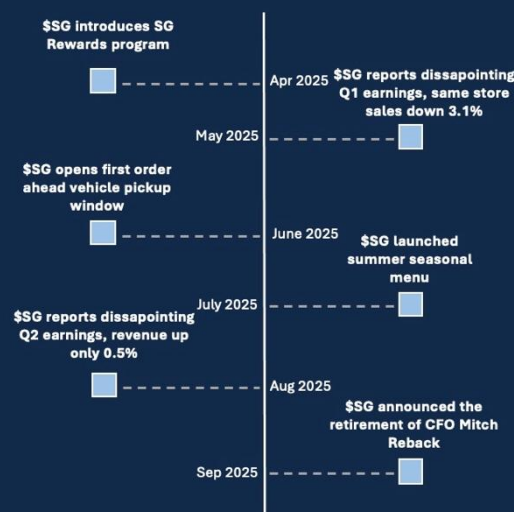 $SG introduces SG
Rewards program
Apr 2025
$SG reports dissapointing
Q1 earnings, same store
sales down 3.1%
May 2025
$SG opens first order
ahead vehicle pickup
window
June 2025
$SG launched
summer seasonal
menu
July 2025
$SG reports dissapointing
Q2 earnings, revenue up
only 0.5%
Aug 2025
$SG announced the
retirement of CFO Mitch
Reback
Sep 2025